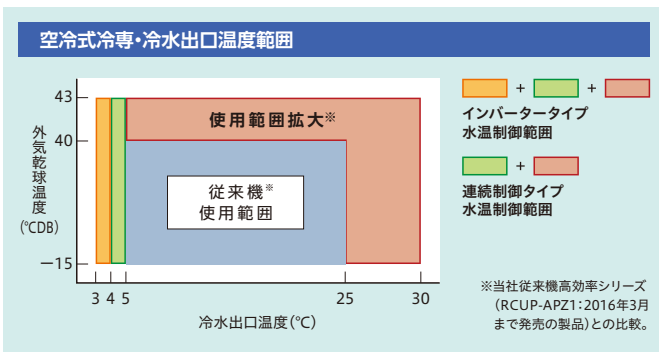 空冷式冷専・冷水出口温度範囲
43
40
−15
外気乾球温度
(℃DB)
使用範囲拡大※
従来機※
使用範囲
3 4 5 25 30
冷水出口温度(℃)
+ +
インバータータイプ
水温制御範囲
+
連続制御タイプ
水温制御範囲
※当社従来機高効率シリーズ
(RCUP-APZ1:2016年3月
まで発売の製品)との比較。